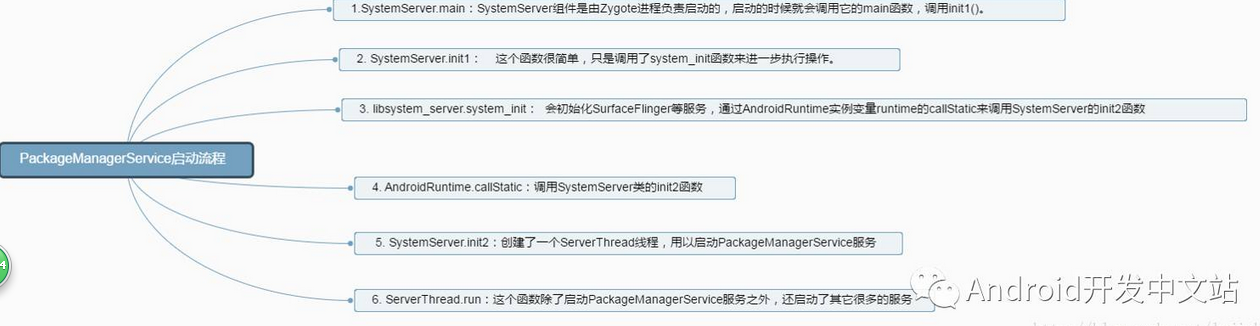 1.SystemServer.main：SystemServer组件是由Zygote进程负责启动的，启动的时候就会调用它的main函数，调用init1()。
2. SystemServer.init1： 这个函数很简单，只是调用了system_init函数来进一步执行操作。
3. libsystem_server.system_init： 会初始化SurfaceFlinger等服务，通过AndroidRuntime实例变量runtime的callStatic来调用SystemServer的init2函数
PackageManagerService启动流程
4. AndroidRuntime.callStatic：调用SystemServer类的init2函数
5. SystemServer.init2：创建了一个ServerThread线程，用以启动PackageManagerService服务
6. ServerThread.run：这个函数除了启动PackageManagerService服务之外，还启动了其它很多的服务
4
Android开发中文站